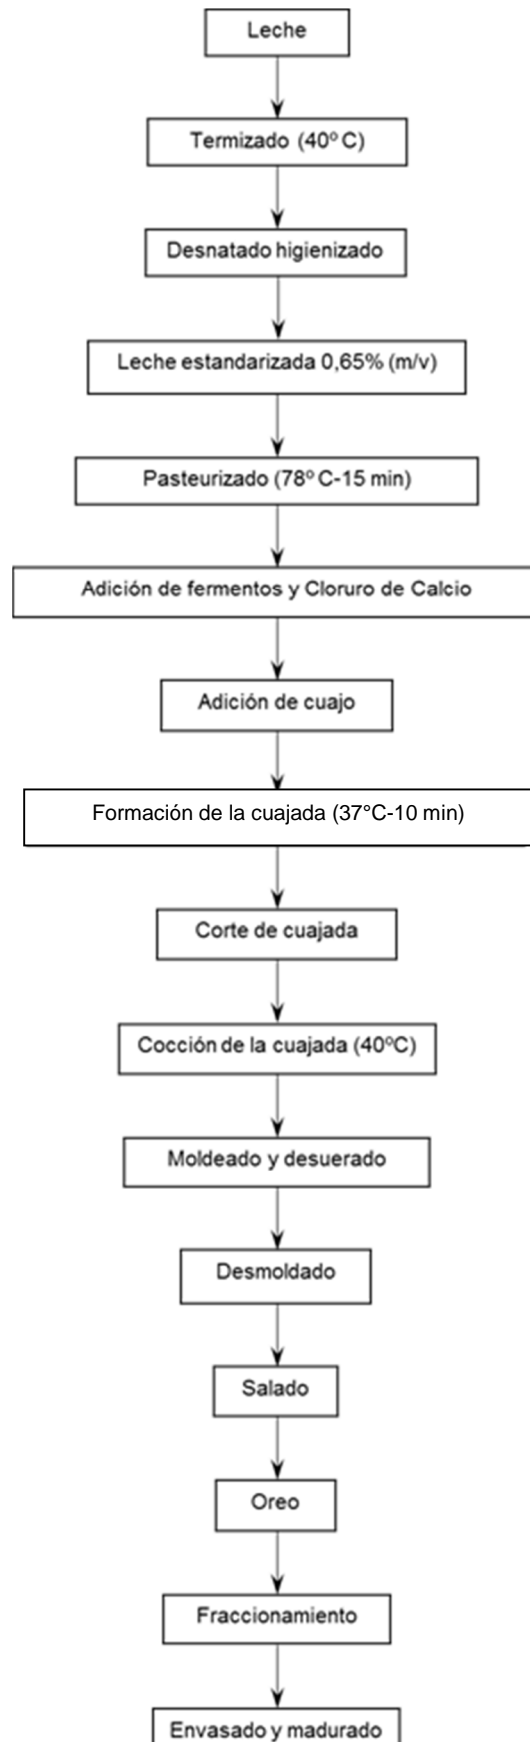 Leche
Termizado (40º C)
Desnatado higienizado
Leche estandarizada 0,65% (m/v)
Pasteurizado (78º C-15 min)
Adición de fermentos y Cloruro de Calcio
Adición de cuajo
Formación de la cuajada (37°C-10 min)
Corte de cuajada
Cocción de la cuajada (40ºC)
Moldeado y desuerado
Desmoldado
Salado
Oreo
Fraccionamiento
Envasado y madurado